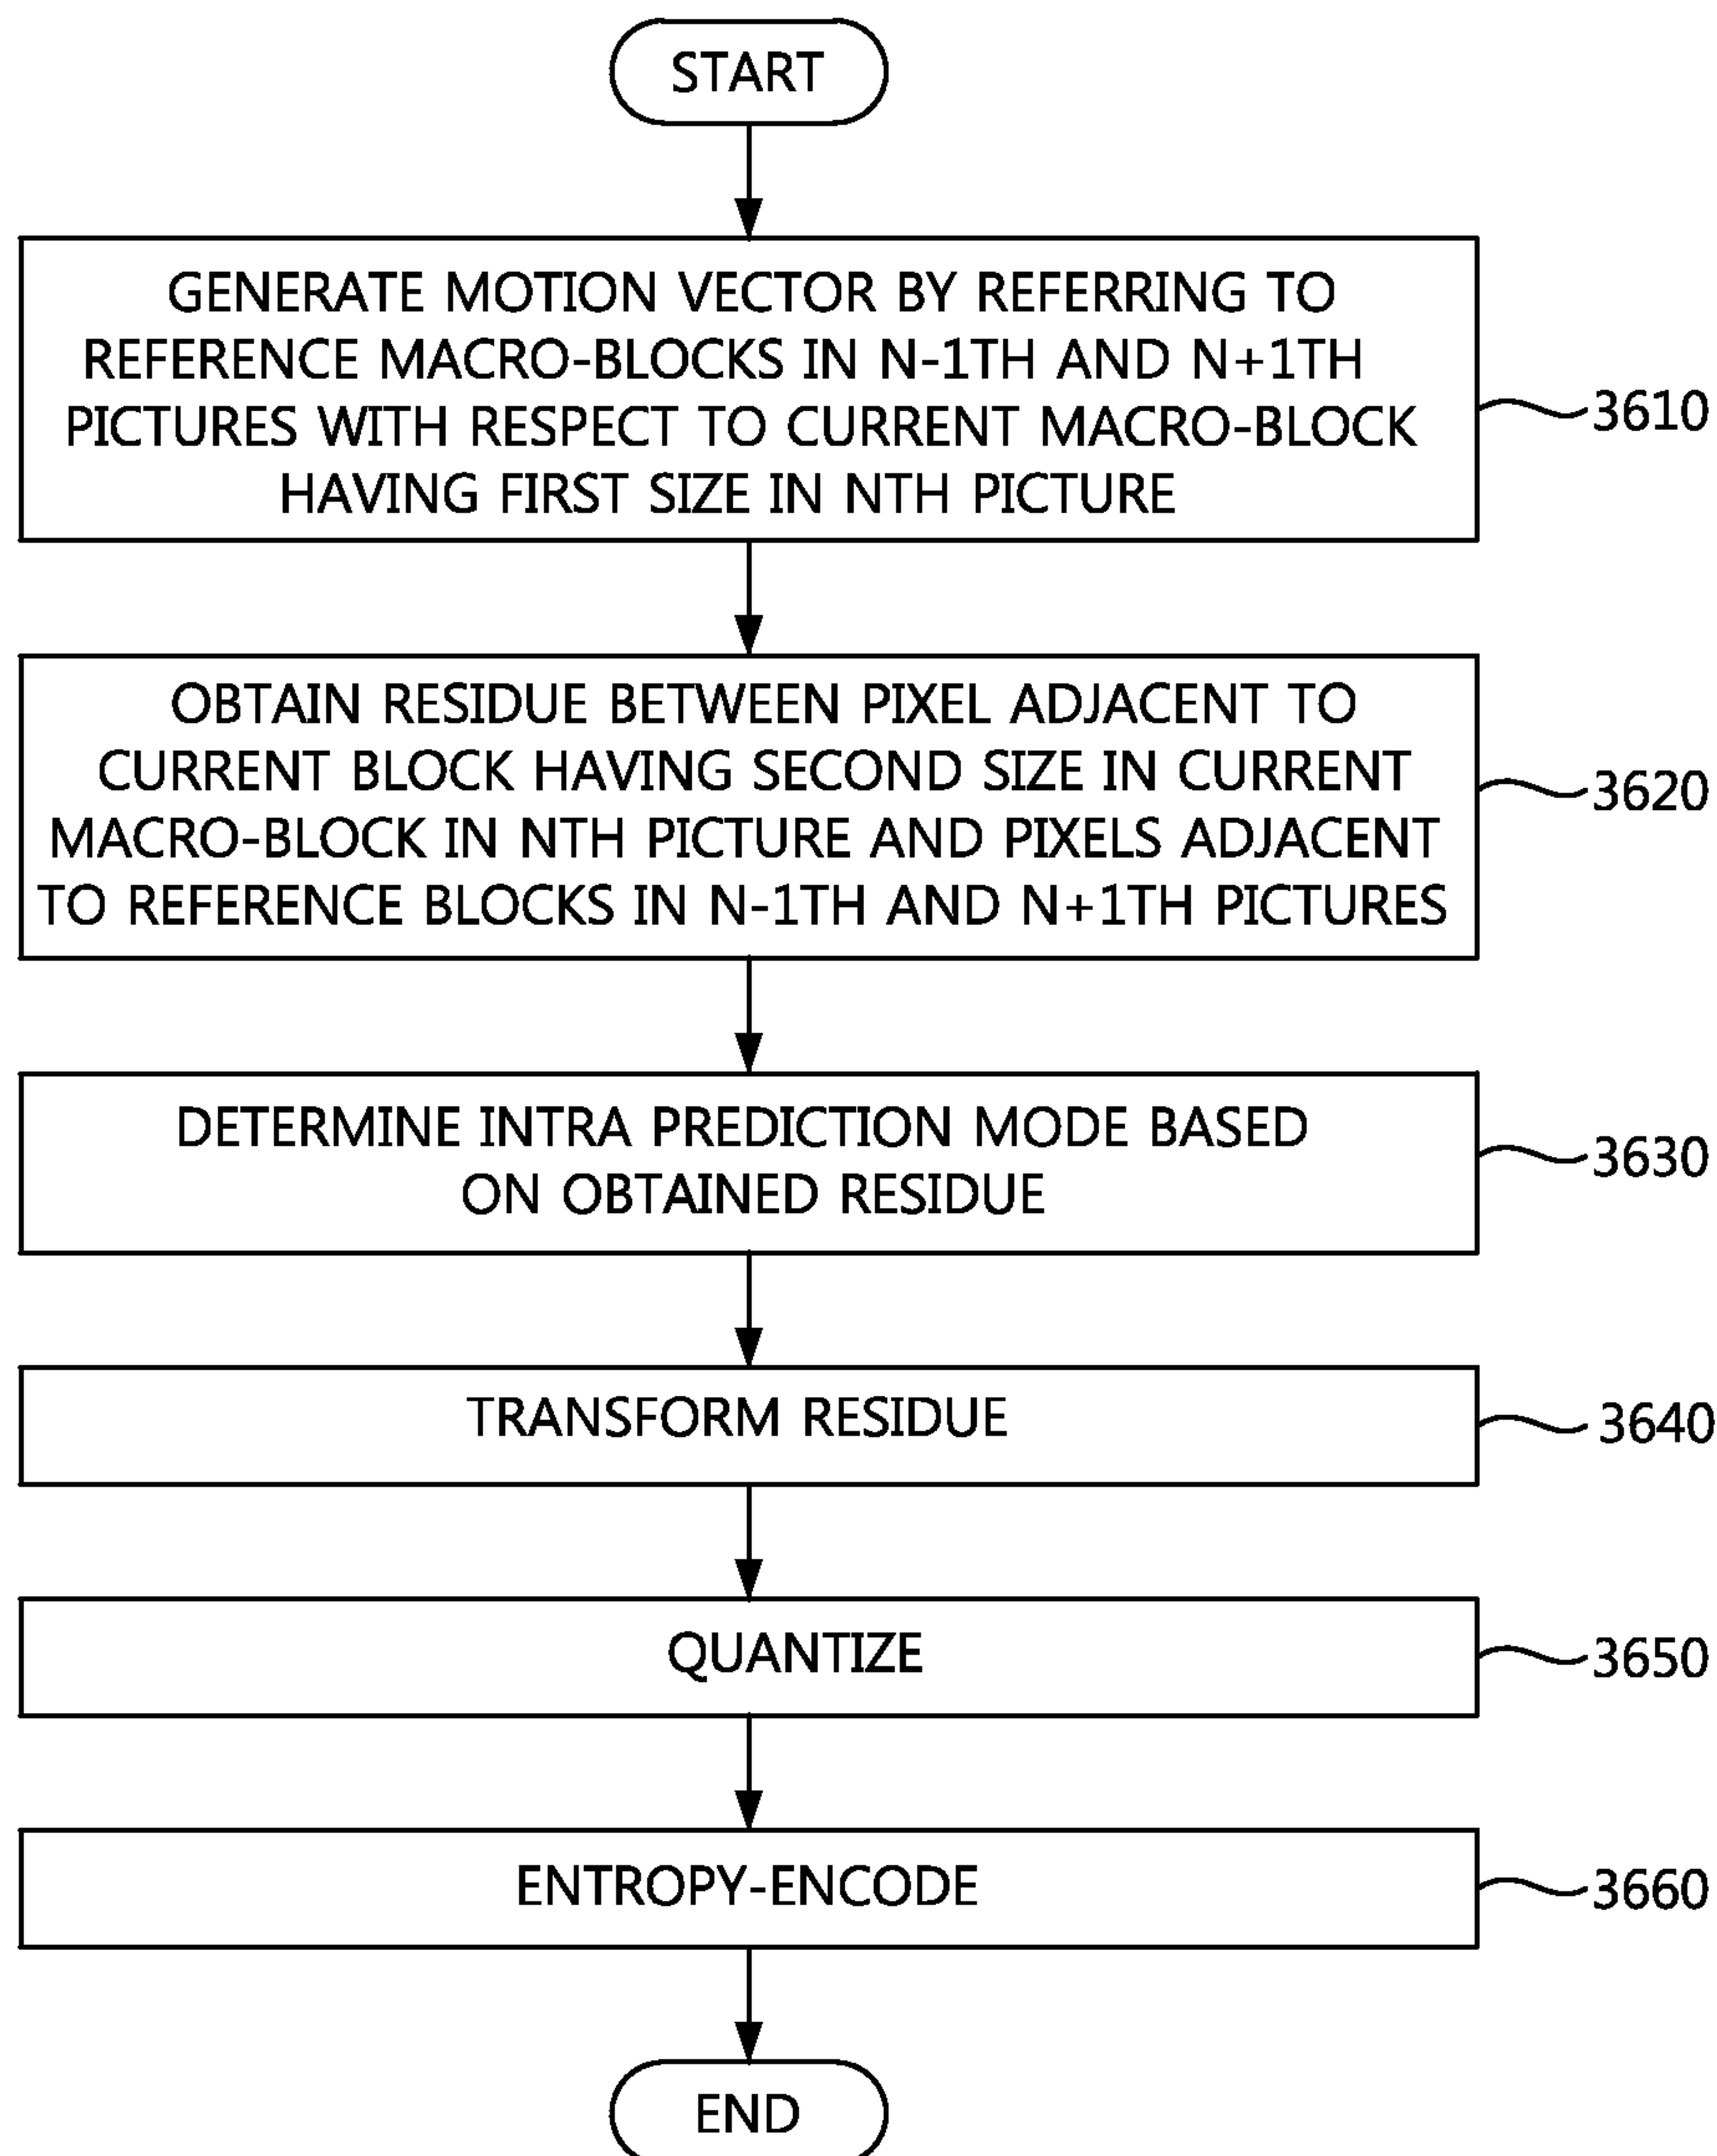 START
GENERATE MOTION VECTOR BY REFERRING TO
REFERENCE MACRO-BLOCKS IN N-1TH AND N+1TH
PICTURES WITH RESPECT TO CURRENT MACRO-BLOCK
HAVING FIRST SIZE IN NTH PICTURE
3610
OBTAIN RESIDUE BETWEEN PIXEL ADJACENT TO
CURRENT BLOCK HAVING SECOND SIZE IN CURRENT
MACRO-BLOCK IN NTH PICTURE AND PIXELS ADJACENT
TO REFERENCE BLOCKS IN N-1TH AND N+1TH PICTURES
3620
DETERMINE INTRA PREDICTION MODE BASED
ON OBTAINED RESIDUE
3630
TRANSFORM RESIDUE
3640
QUANTIZE
3650
ENTROPY-ENCODE
3660
END